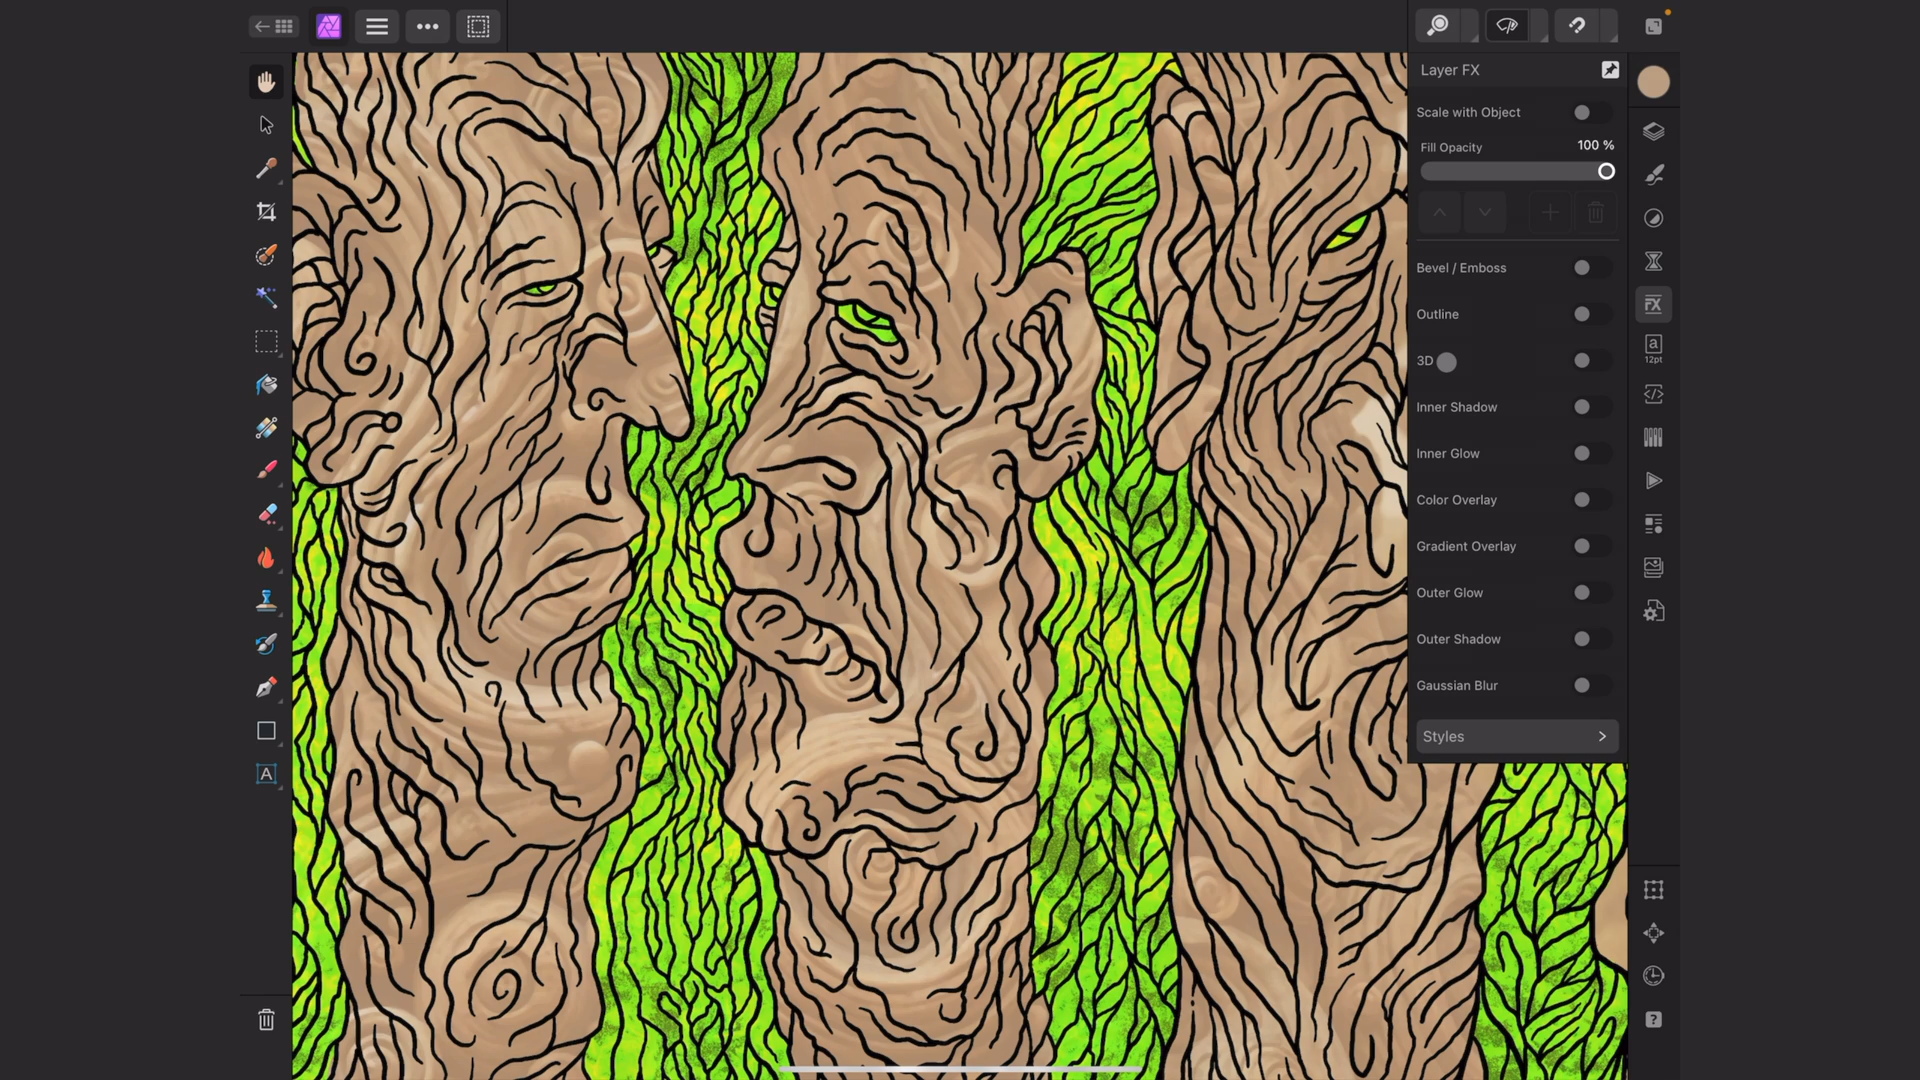 Layer FX
Scale with Object
Fill Opacity 100 %
Bevel / Emboss
Outline
3D
Inner Shadow
Inner Glow
Color Overlay
Gradient Overlay
Outer Glow
Outer Shadow
Gaussian Blur
Styles
FX
a
12pt
A
?